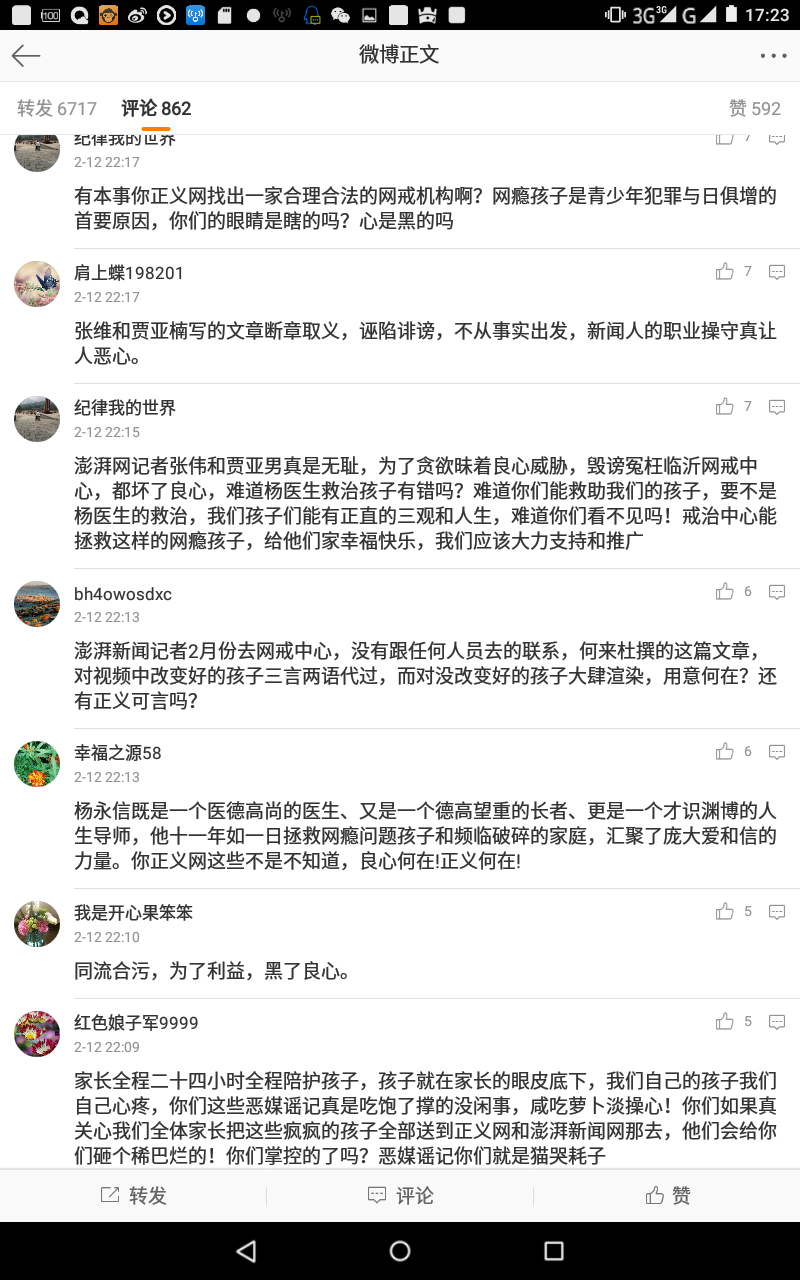 100
3G
3G
G
17:23
微博正文
转发 6717
评论 862
赞 592
纪律我的世界
7
2-12 22:17
有本事你正义网找出一家合理合法的网戒机构啊？网瘾孩子是青少年犯罪与日俱增的
首要原因，你们的眼睛是瞎的吗？心是黑的吗
肩上蝶198201
7
2-12 22:17
张维和贾亚楠写的文章断章取义，诬陷诽谤，不从事实出发，新闻人的职业操守真让
人恶心。
纪律我的世界
7
2-12 22:15
澎湃网记者张伟和贾亚男真是无耻，为了贪欲昧着良心威胁，毁谤冤枉临沂网戒中
心，都坏了良心，难道杨医生救治孩子有错吗？难道你们能救助我们的孩子，要不是
杨医生的救治，我们孩子们能有正直的三观和人生，难道你们看不见吗！戒治中心能
拯救这样的网瘾孩子，给他们家幸福快乐，我们应该大力支持和推广
bh4owosdxc
6
2-12 22:13
澎湃新闻记者2月份去网戒中心，没有跟任何人员去的联系，何来杜撰的这篇文章，
对视频中改变好的孩子三言两语代过，而对没改变好的孩子大肆渲染，用意何在？还
有正义可言吗？
幸福之源58
6
2-12 22:13
杨永信既是一个医德高尚的医生、又是一个德高望重的长者、更是一个才识渊博的人
生导师，他十一年如一日拯救网瘾问题孩子和频临破碎的家庭，汇聚了庞大爱和信的
力量。你正义网这些不是不知道，良心何在!正义何在!
我是开心果笨笨
5
2-12 22:10
同流合污，为了利益，黑了良心。
红色娘子军9999
5
2-12 22:09
家长全程二十四小时全程陪护孩子，孩子就在家长的眼皮底下，我们自己的孩子我们
自己心疼，你们这些恶媒谣记真是吃饱了撑的没闲事，咸吃萝卜淡操心！你们如果真
关心我们全体家长把这些疯疯的孩子全部送到正义网和澎湃新闻网那去，他们会给你
们砸个稀巴烂的！你们掌控的了吗？恶媒谣记你们就是猫哭耗子
转发
评论
赞